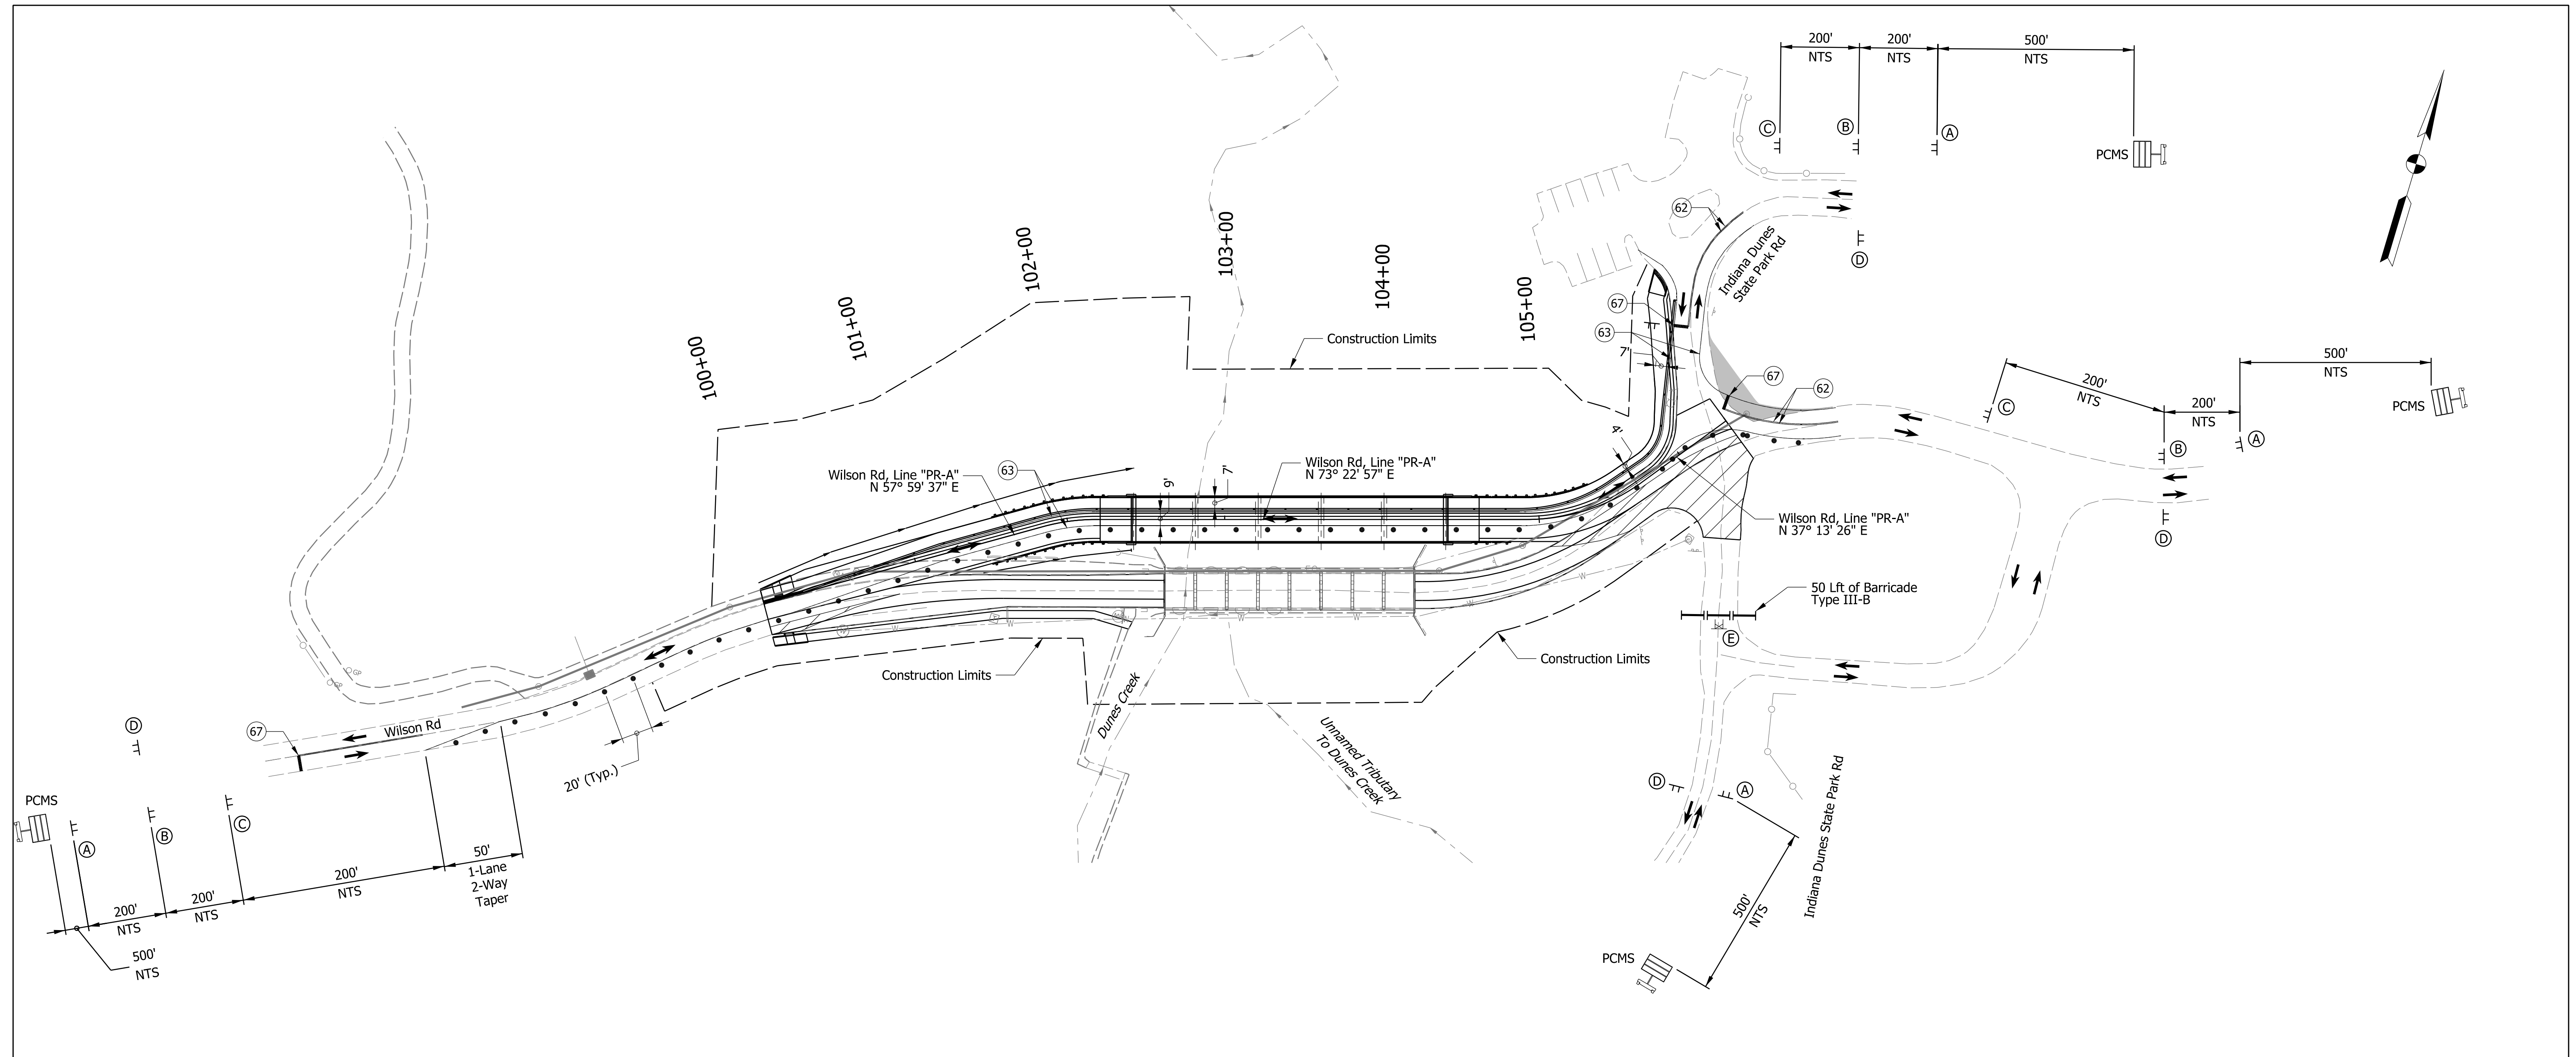 200'
NTS
200'
NTS
500'
NTS
C
B
A
PCMS
D
62
Indiana Dunes
State Park Rd
100+00
101+00
102+00
103+00
104+00
105+00
Construction Limits
67
63
7'
67
62
200'
NTS
C
200'
NTS
500'
NTS
PCMS
B
A
D
4'
Wilson Rd, Line "PR-A"
N 57° 59' 37" E
63
9'
7'
Wilson Rd, Line "PR-A"
N 73° 22' 57" E
Wilson Rd, Line "PR-A"
N 37° 13' 26" E
50 Lft of Barricade
Type III-B
E
Construction Limits
Construction Limits
W
W
W
W
W
W
W
Dunes Creek
Unnamed Tributary
To Dunes Creek
GP
GP
D
67
Wilson Rd
20' (Typ.)
PCMS
A
B
C
200'
NTS
200'
NTS
200'
NTS
50'
1-Lane
2-Way
Taper
500'
NTS
D
A
Indiana Dunes State Park Rd
500'
NTS
PCMS